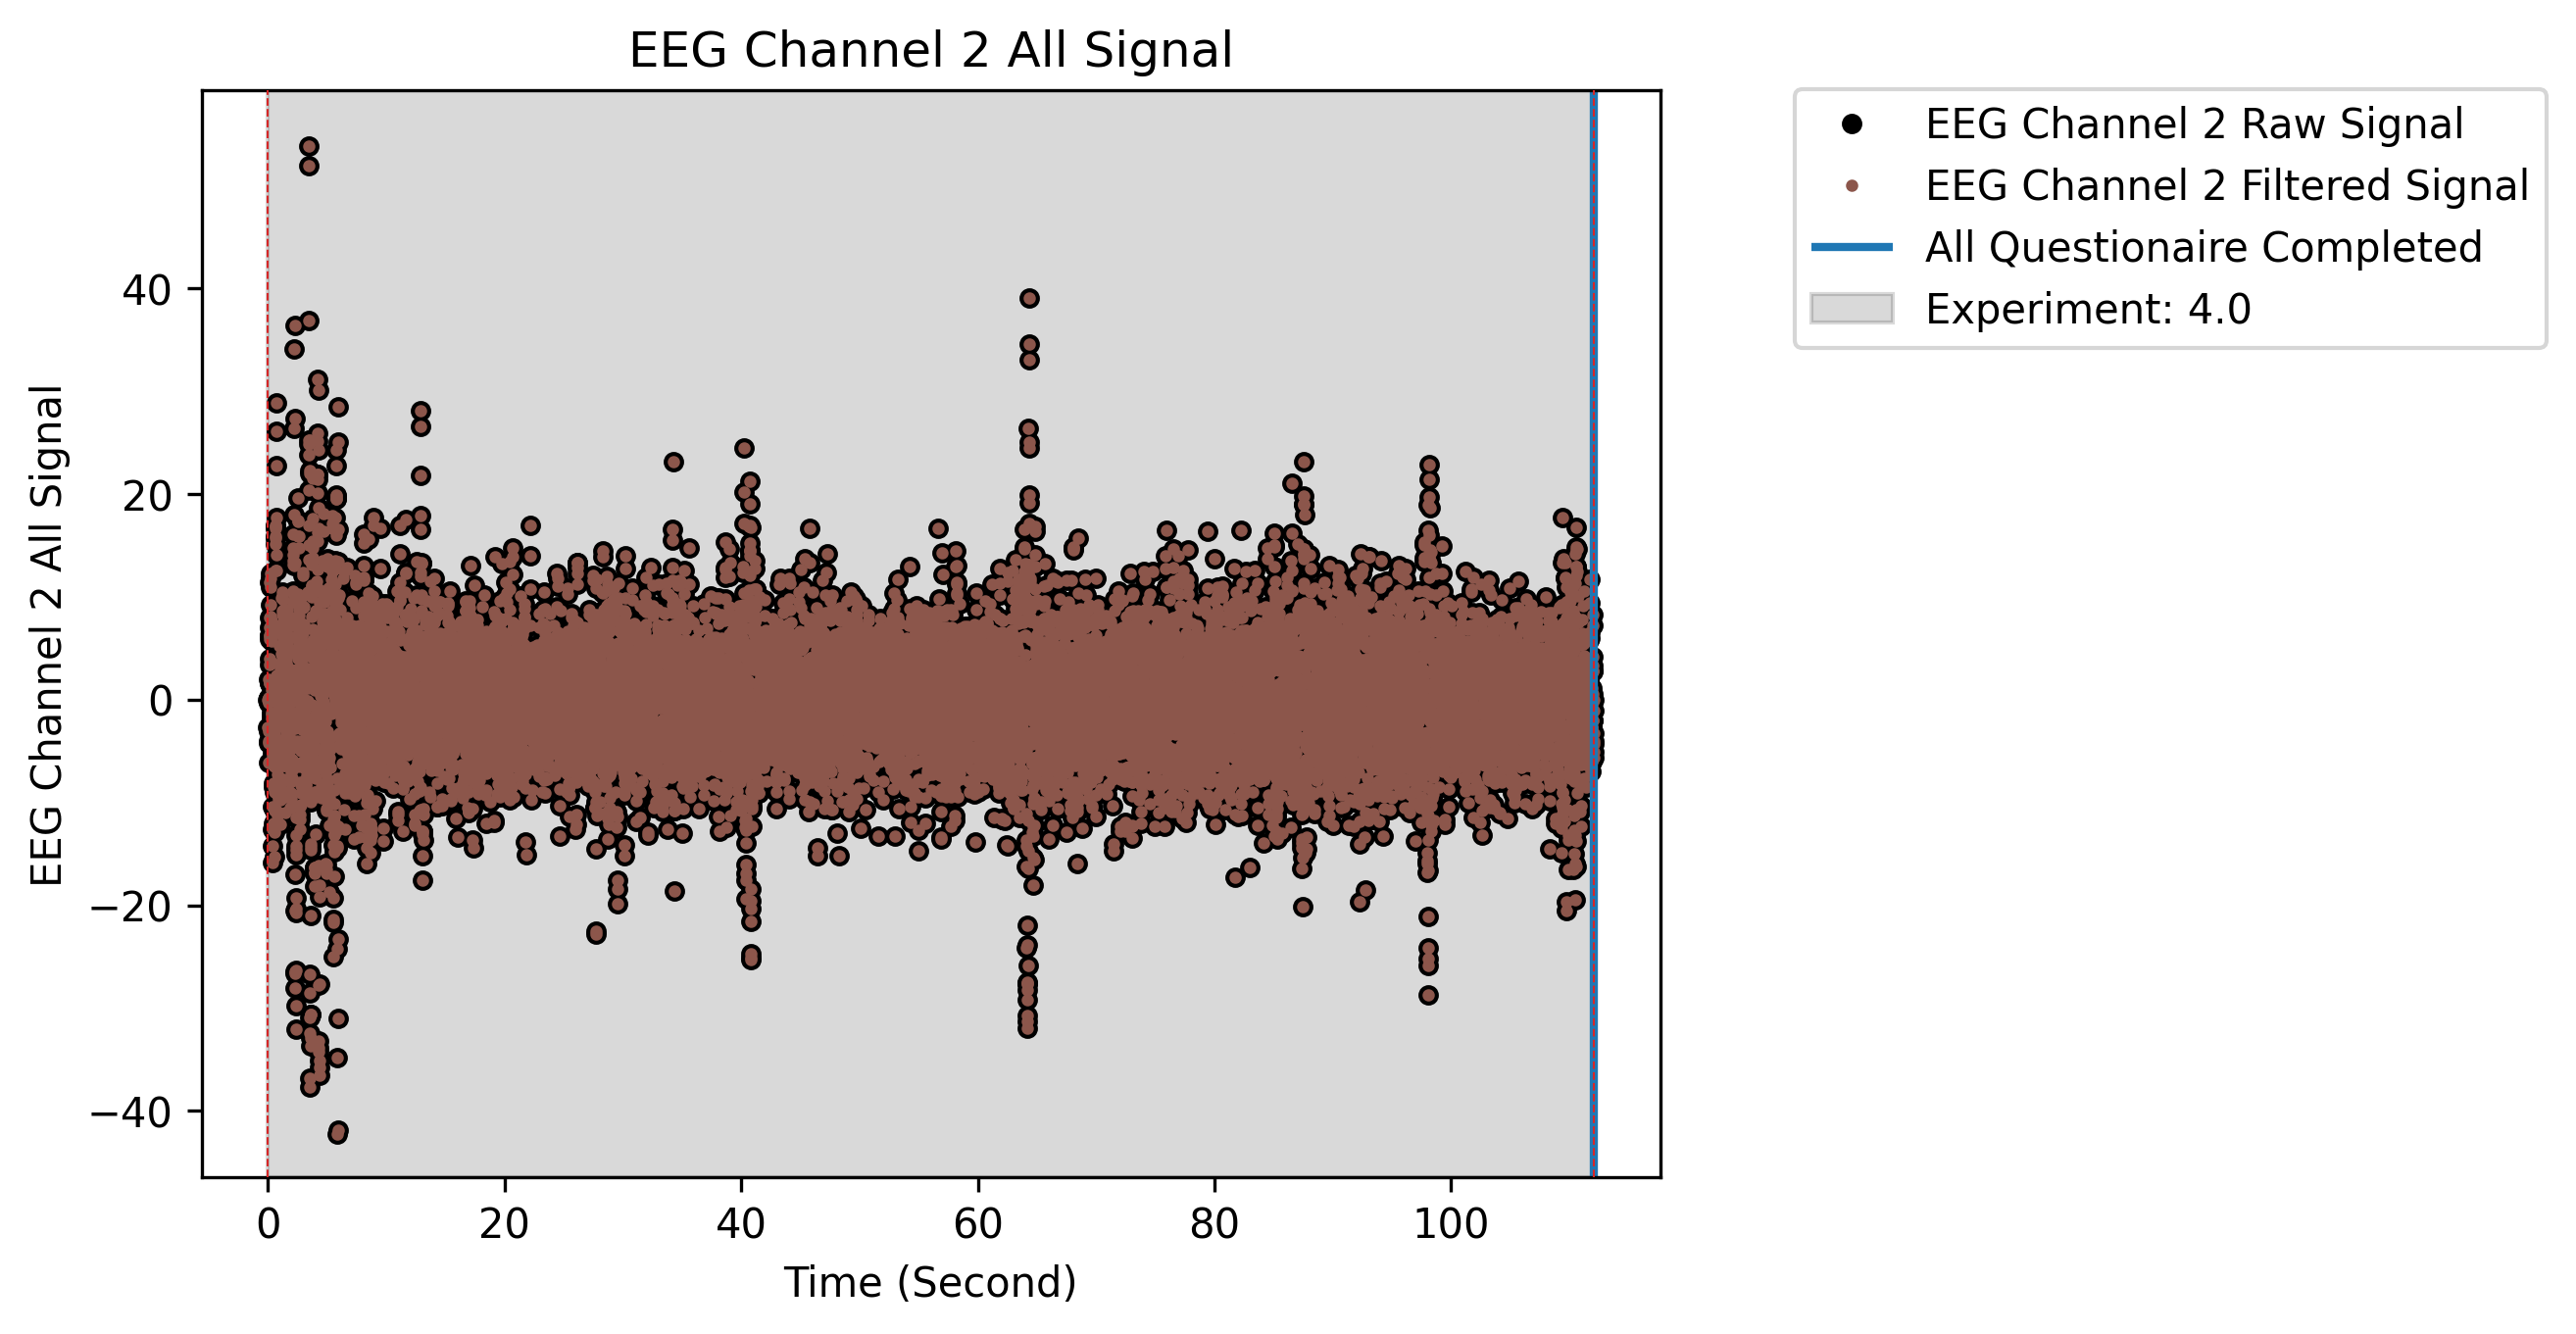 EEG Channel 2 All Signal
EEG Channel 2 Raw Signal
EEG Channel 2 Filtered Signal
All Questionaire Completed
Experiment: 4.0
EEG Channel 2 All Signal
40
20
0
−20
−40
0 20 40 60 80 100
Time (Second)